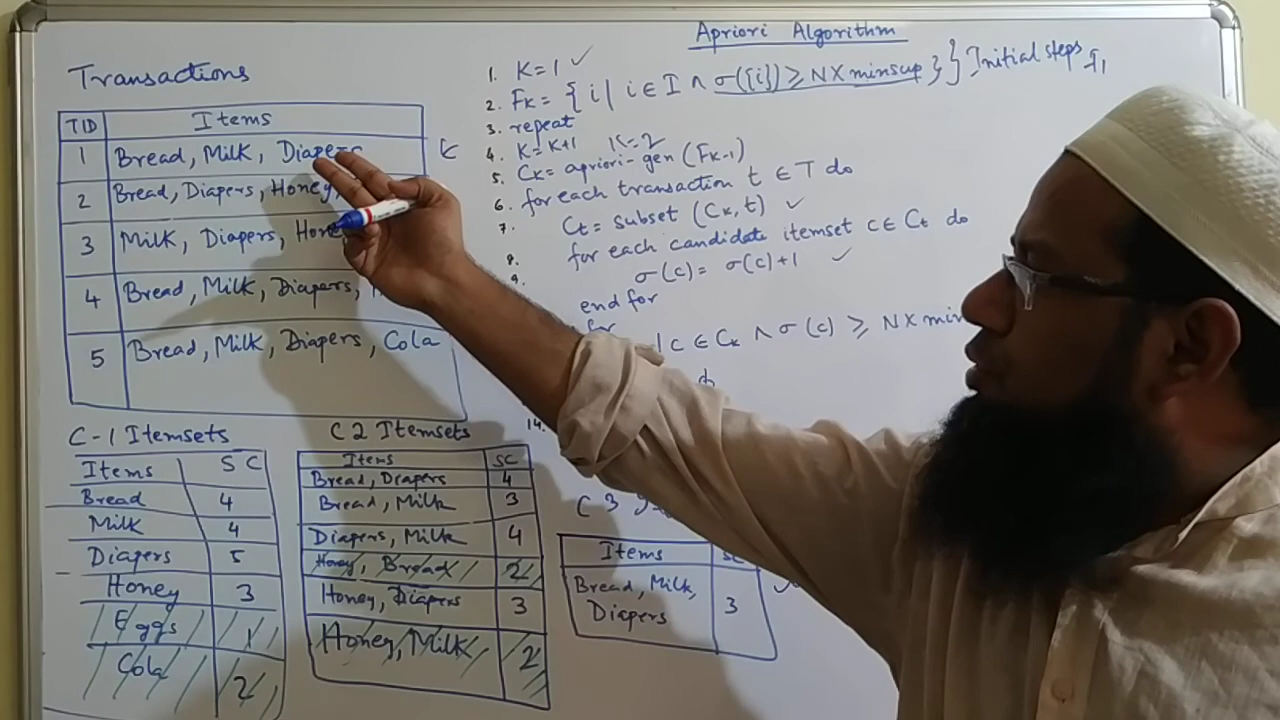 Apriori Algorithm
Transactions
TID Items
1 Bread, Milk, Diapers
2 Bread, Diapers, Honey,
3 Milk, Diapers,
4 Bread, Milk, Diapers,
5 Bread, Milk, Diapers, Cola
1. K=1 ✓
2. Fk = { i | i ∈ I ∧ σ({i}) ≥ N X minsup } } Initial steps
3. repeat
4. K = K+1 K=2
5. Ck = apriori-gen (Fk-1)
6. for each transaction t ∈ T do
7. Ct = subset (Ck, t) ✓
8. for each candidate itemset c ∈ Ct do
9. σ(c) = σ(c)+1 ✓
end for
for
| c ∈ Ck ∧ σ(c) ≥ N X
14.
C-1 Itemsets
Items SC
Bread 4
Milk 4
Diapers 5
Honey 3
Eggs 1
Cola 2
C2 Itemsets
Items SC
Bread, Diapers 4
Bread, Milk 3
Diapers, Milk 4
Honey, Bread 2
Honey, Diapers 3
Honey, Milk 2
C 3
Items
Bread, Milk,
Diapers 3